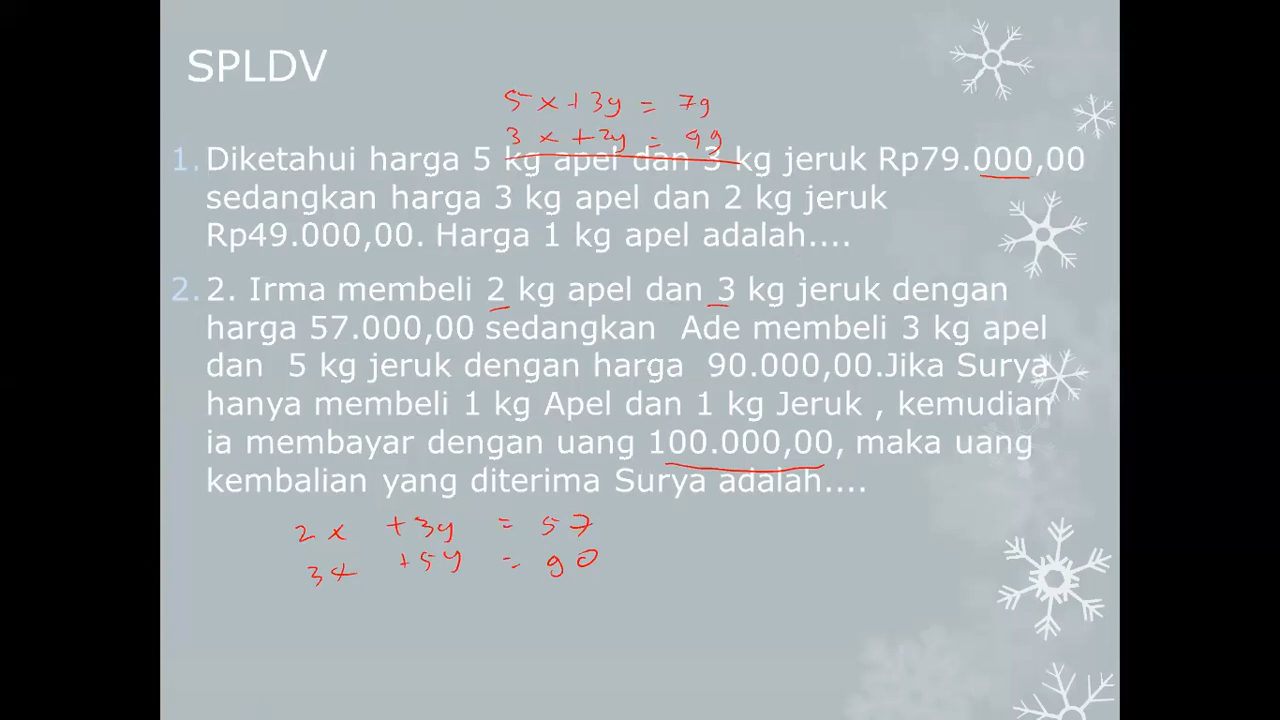 SPLDV
5x+3y = 79
3x+2y = 49
1. Diketahui harga 5 kg apel dan 3 kg jeruk Rp79.000,00
sedangkan harga 3 kg apel dan 2 kg jeruk
Rp49.000,00. Harga 1 kg apel adalah....
2. 2. Irma membeli 2 kg apel dan 3 kg jeruk dengan
harga 57.000,00 sedangkan Ade membeli 3 kg apel
dan 5 kg jeruk dengan harga 90.000,00.Jika Surya
hanya membeli 1 kg Apel dan 1 kg Jeruk , kemudian
ia membayar dengan uang 100.000,00, maka uang
kembalian yang diterima Surya adalah....
2x +3y = 57
3x +5y = 90